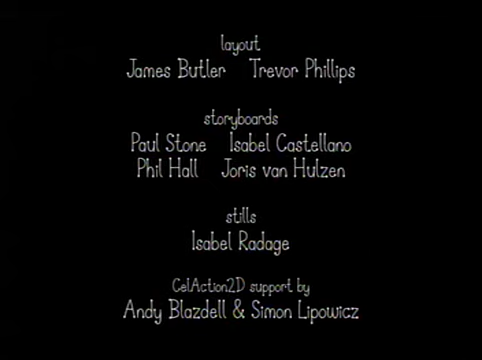 layout
James Butler Trevor Phillips
storyboards
Paul Stone Isabel Castellano
Phil Hall Joris van Hulzen
stills
Isabel Radage
CelAction2D support by
Andy Blazdell & Simon Lipowicz